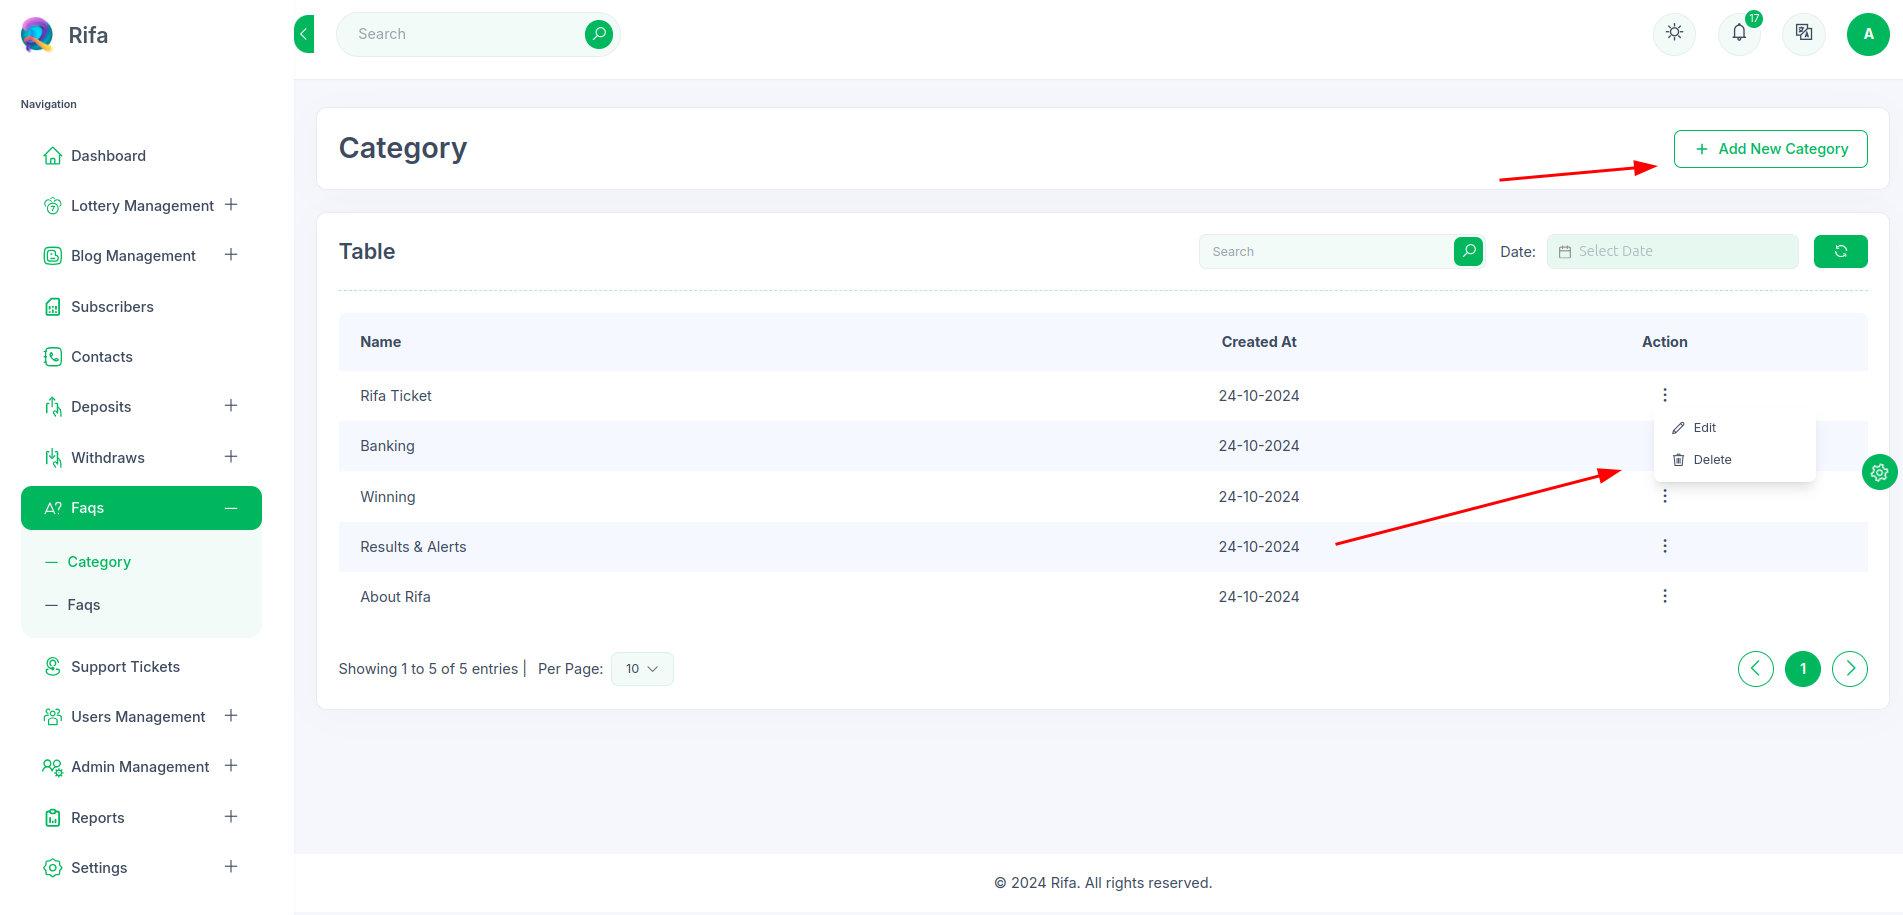 Rifa
Search
17
A
Navigation
Dashboard
Lottery Management
Blog Management
Subscribers
Contacts
Deposits
Withdraws
A? Faqs
Category
Faqs
Support Tickets
Users Management
Admin Management
Reports
Settings
Category
+ Add New Category
Table
Search
Date:
Select Date
Name Created At Action
Rifa Ticket 24-10-2024
Edit
Banking 24-10-2024
Delete
Winning 24-10-2024
Results & Alerts 24-10-2024
About Rifa 24-10-2024
Showing 1 to 5 of 5 entries | Per Page: 10
1
© 2024 Rifa. All rights reserved.